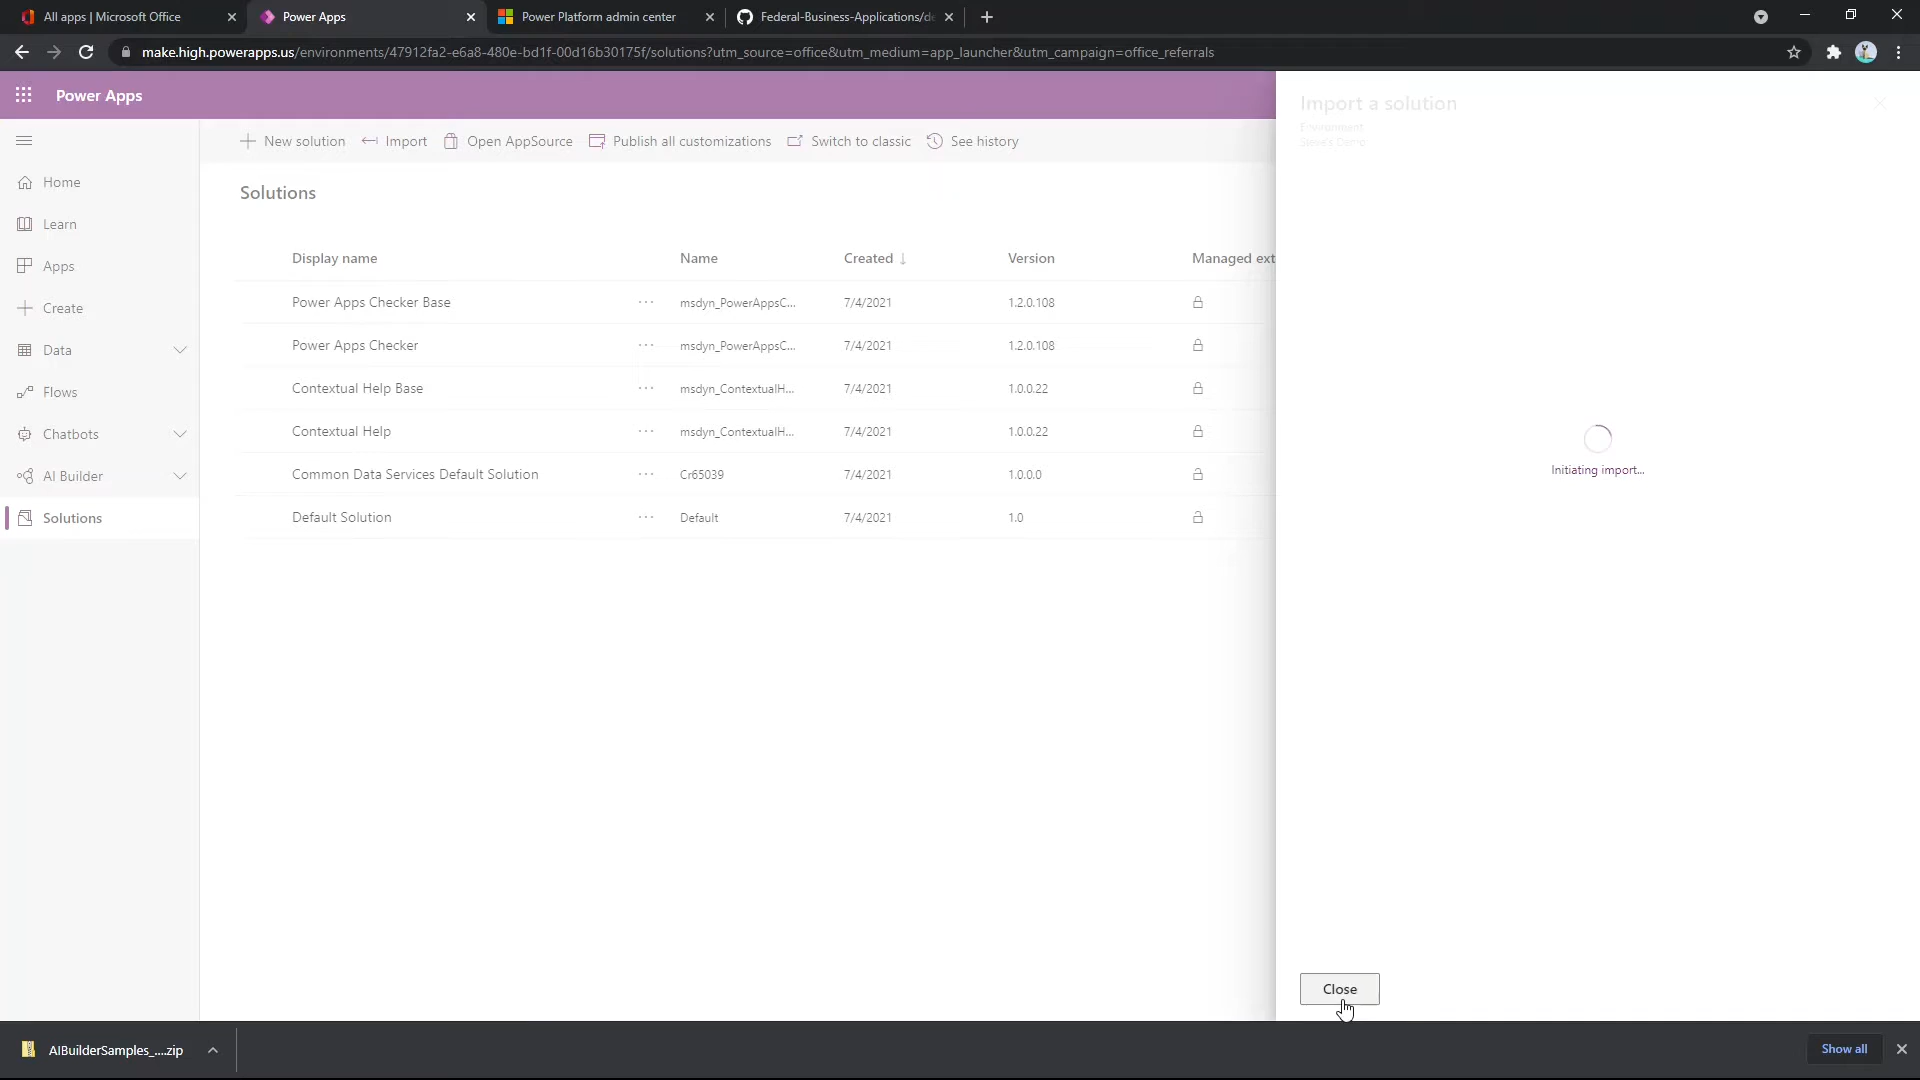 All apps | Microsoft Office
Power Apps
Power Platform admin center
Federal-Business-Applications/de
make.high.powerapps.us/environments/47912fa2-e6a8-480e-bd1f-00d16b30175f/solutions?utm_source=office&utm_medium=app_launcher&utm_campaign=office_referrals
Power Apps
Import a solution
Environment
Steve's Demo
New solution
Import
Open AppSource
Publish all customizations
Switch to classic
See history
Home
Learn
Apps
Create
Data
Flows
Chatbots
AI Builder
Solutions
Solutions
Display name Name Created ↓ Version Managed ext
Power Apps Checker Base ... msdyn_PowerAppsC... 7/4/2021 1.2.0.108
Power Apps Checker ... msdyn_PowerAppsC... 7/4/2021 1.2.0.108
Contextual Help Base ... msdyn_ContextualH... 7/4/2021 1.0.0.22
Contextual Help ... msdyn_ContextualH... 7/4/2021 1.0.0.22
Common Data Services Default Solution ... Cr65039 7/4/2021 1.0.0.0
Default Solution ... Default 7/4/2021 1.0
Initiating import...
Close
AIBuilderSamples_....zip
Show all